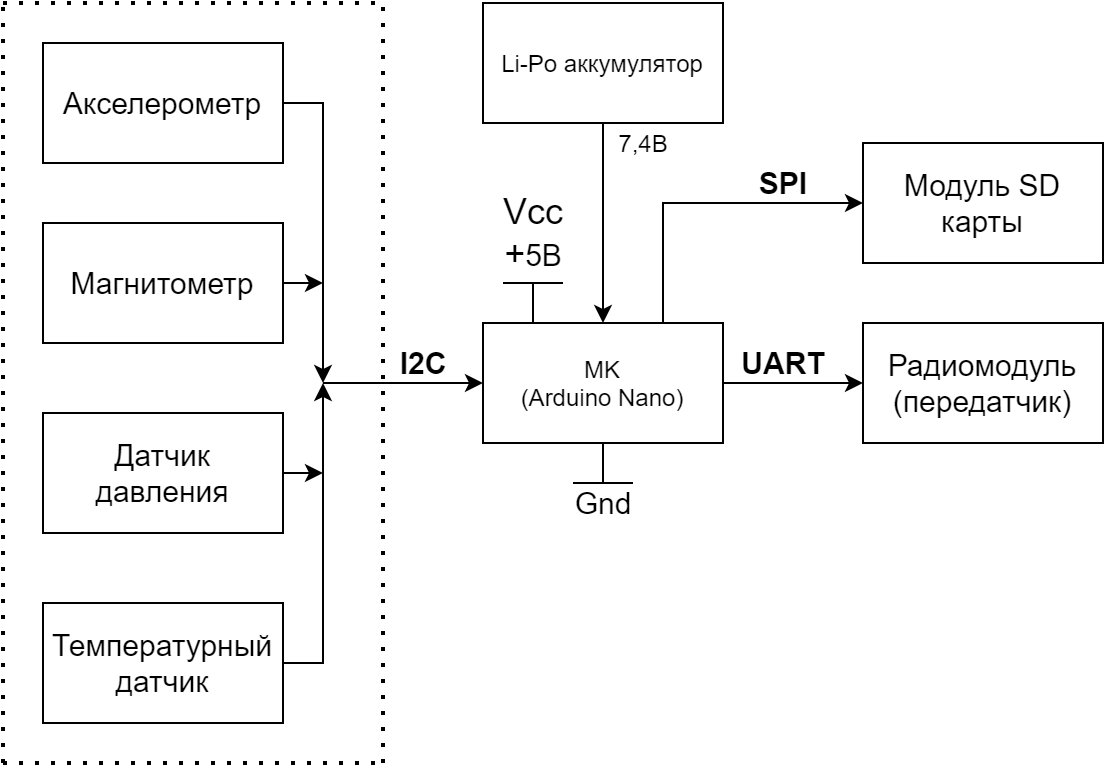 Акселерометр
Магнитометр
Датчик
давления
Температурный
датчик
I2C
Li-Po аккумулятор
7,4В
Vcc
+5В
МК
(Arduino Nano)
Gnd
SPI
Модуль SD
карты
UART
Радиомодуль
(передатчик)